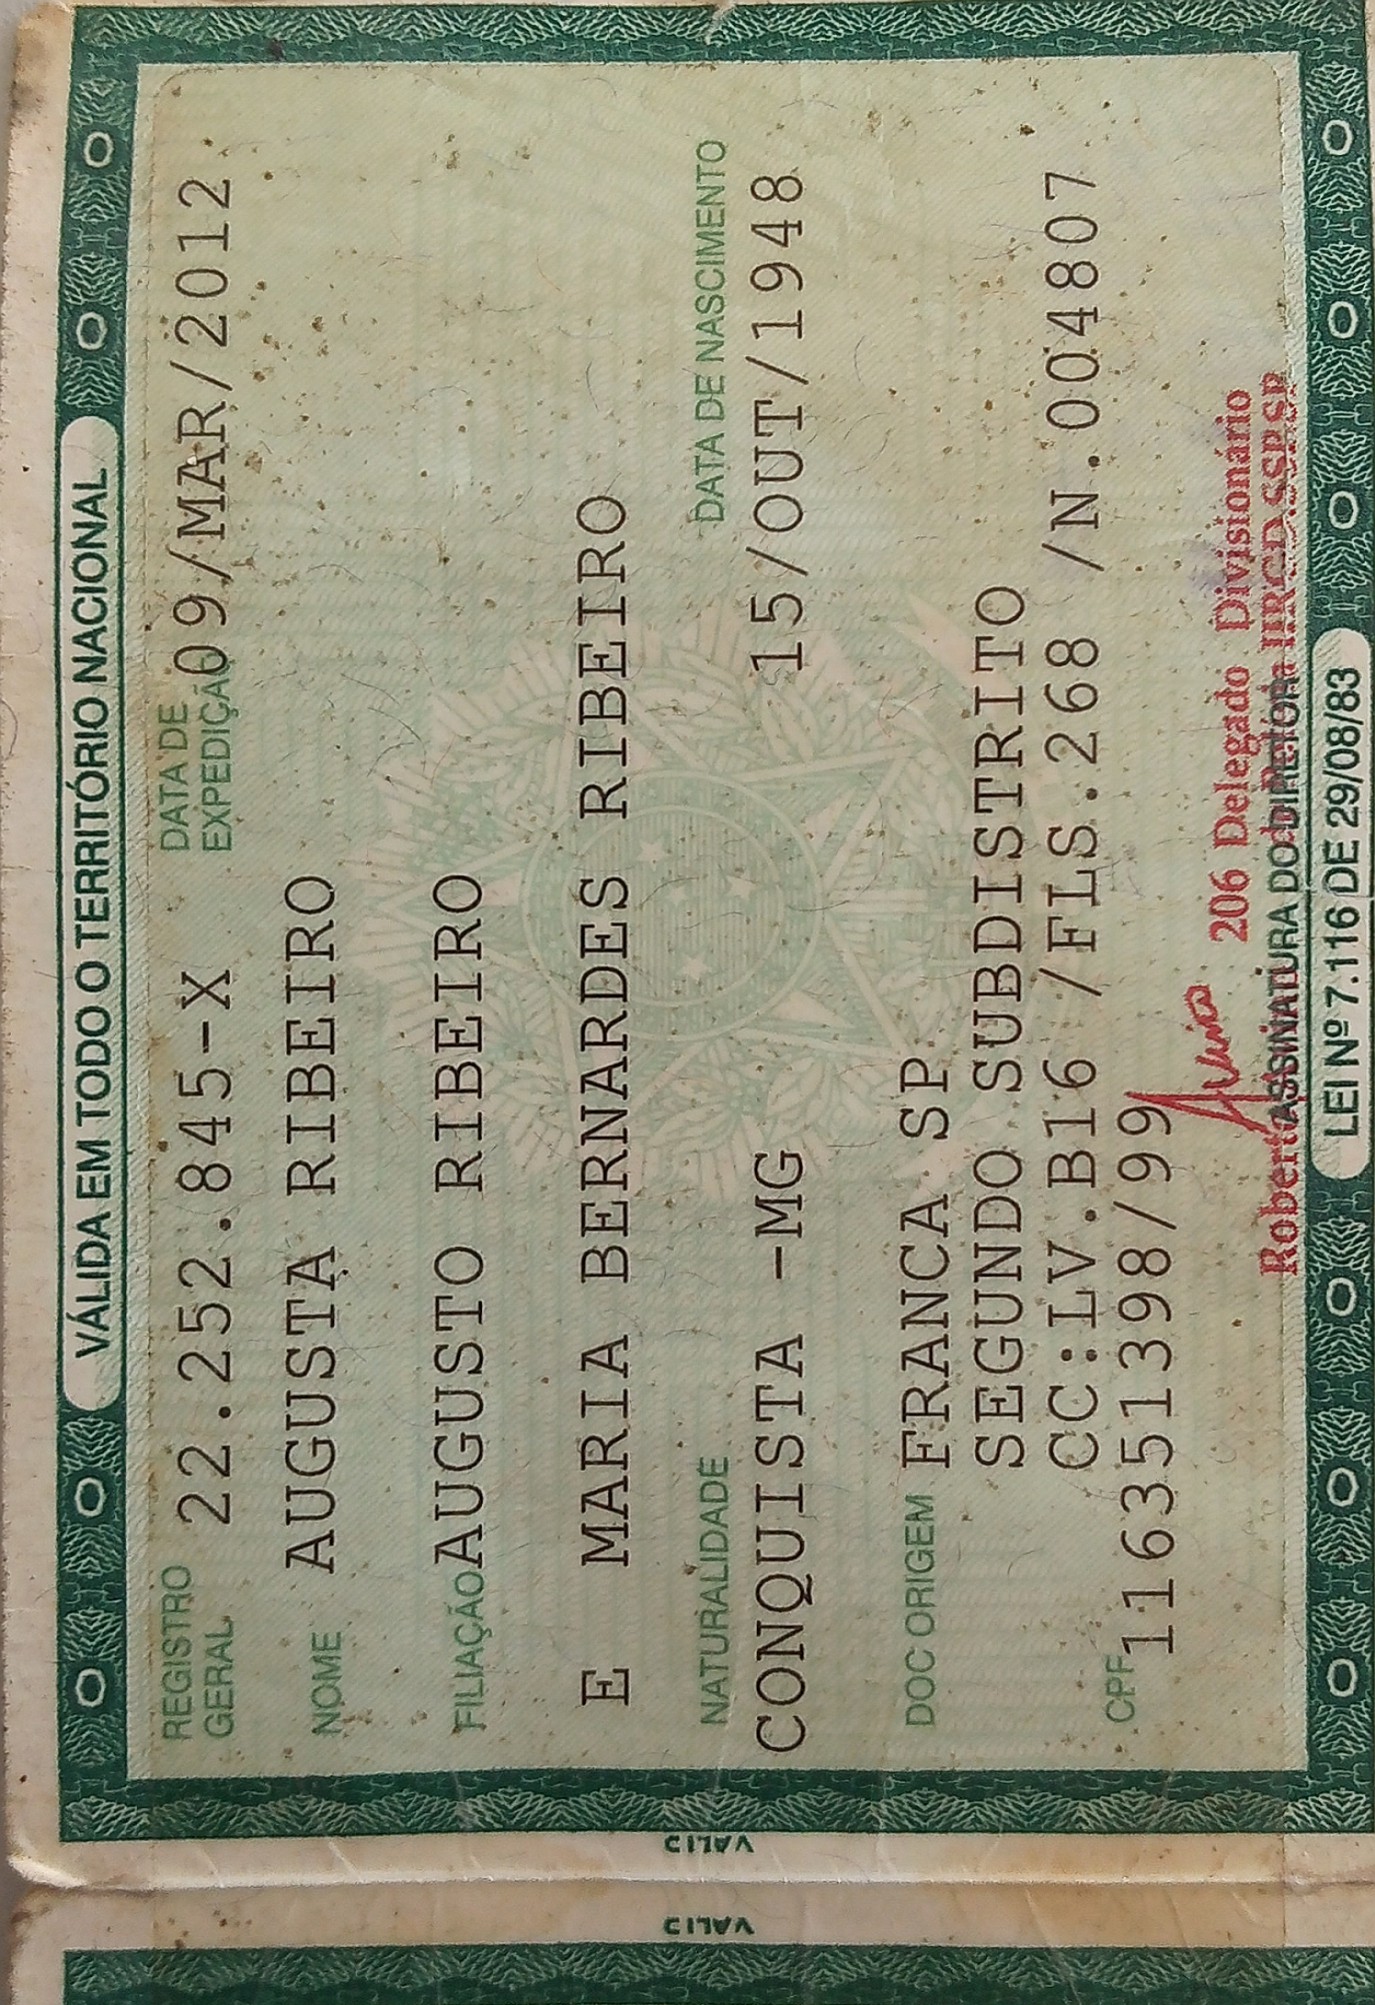 VÁLIDA EM TODO O TERRITÓRIO NACIONAL
REGISTRO GERAL 22.252.845-X DATA DE EXPEDIÇÃO 09/MAR/2012
NOME AUGUSTA RIBEIRO
FILIAÇÃO AUGUSTO RIBEIRO
E MARIA BERNARDES RIBEIRO
NATURALIDADE DATA DE NASCIMENTO
CONQUISTA -MG 15/OUT/1948
DOC ORIGEM FRANCA SP
SEGUNDO SUBDISTRITO
CC:LV.B16 /FLS.268 /N.004807
CPF 116351398/99
206 Delegado Divisionário
ASSINATURA DO DIRETOR IIRGD.SSP.SP
LEI Nº 7.116 DE 29/08/83
VALID
VALID